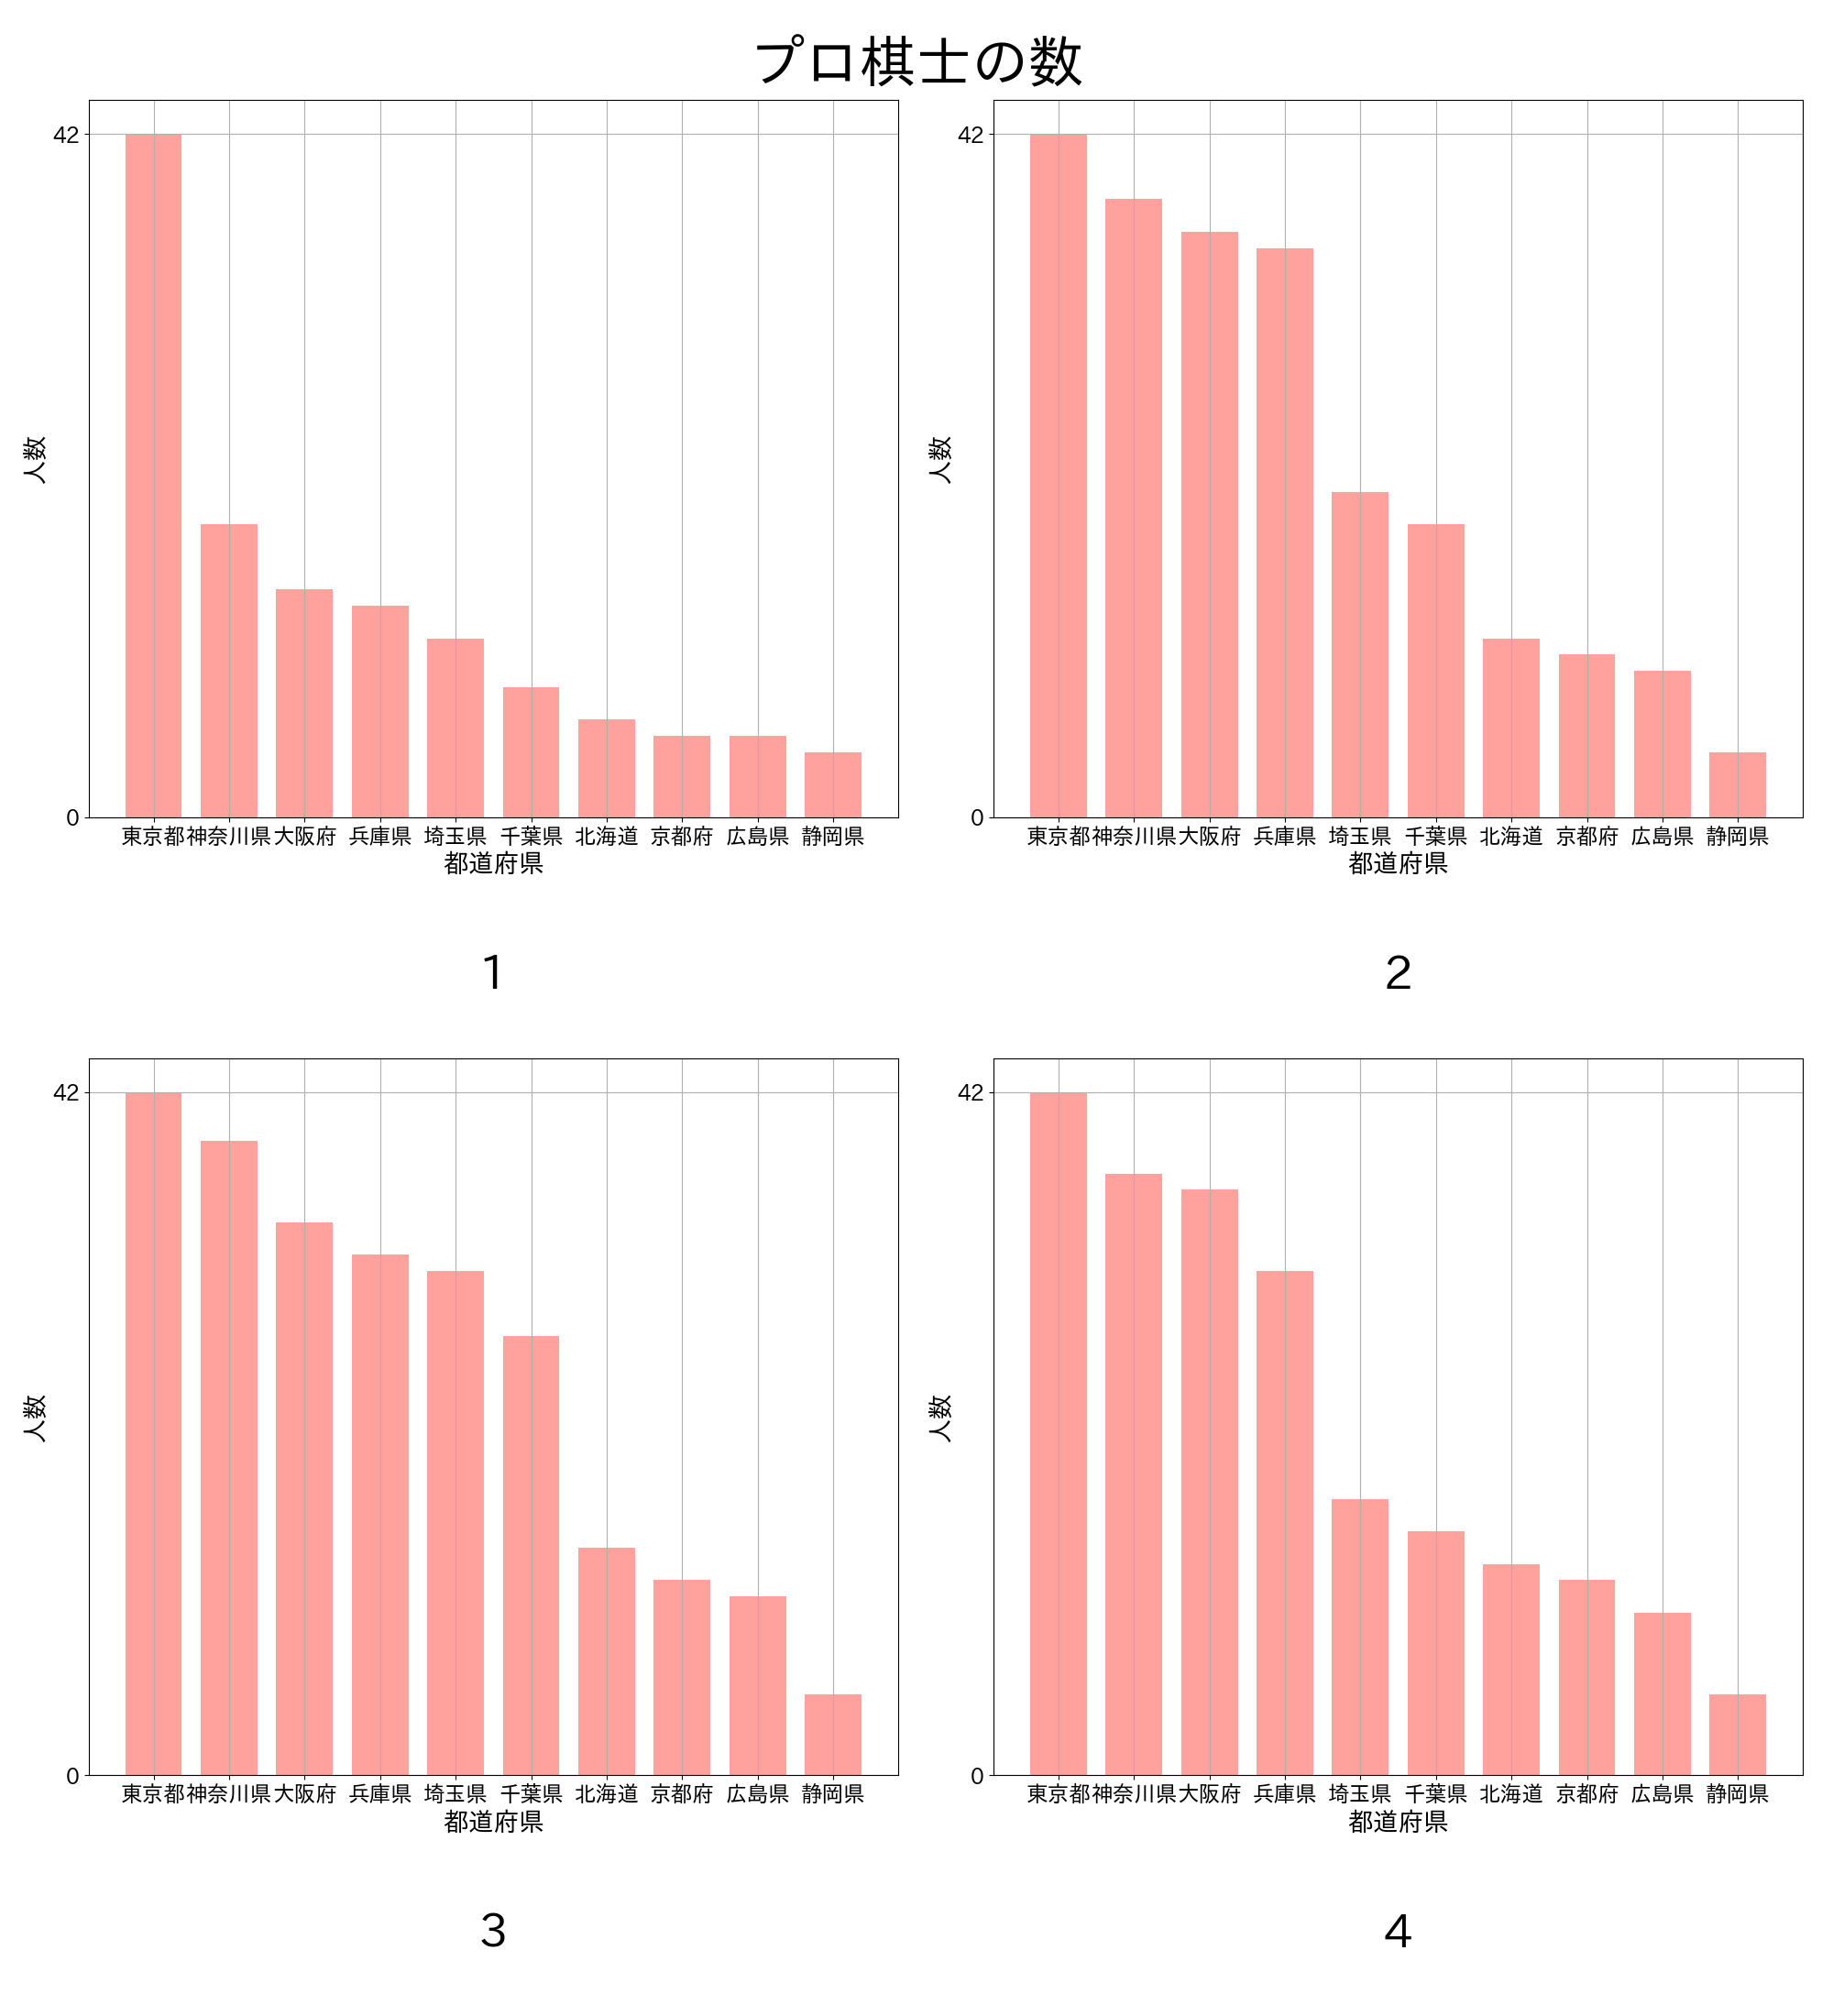 プロ棋士の数
42
0
人数
東京都 神奈川県 大阪府 兵庫県 埼玉県 千葉県 北海道 京都府 広島県 静岡県
都道府県
1
42
0
人数
東京都 神奈川県 大阪府 兵庫県 埼玉県 千葉県 北海道 京都府 広島県 静岡県
都道府県
2
42
0
人数
東京都 神奈川県 大阪府 兵庫県 埼玉県 千葉県 北海道 京都府 広島県 静岡県
都道府県
3
42
0
人数
東京都 神奈川県 大阪府 兵庫県 埼玉県 千葉県 北海道 京都府 広島県 静岡県
都道府県
4